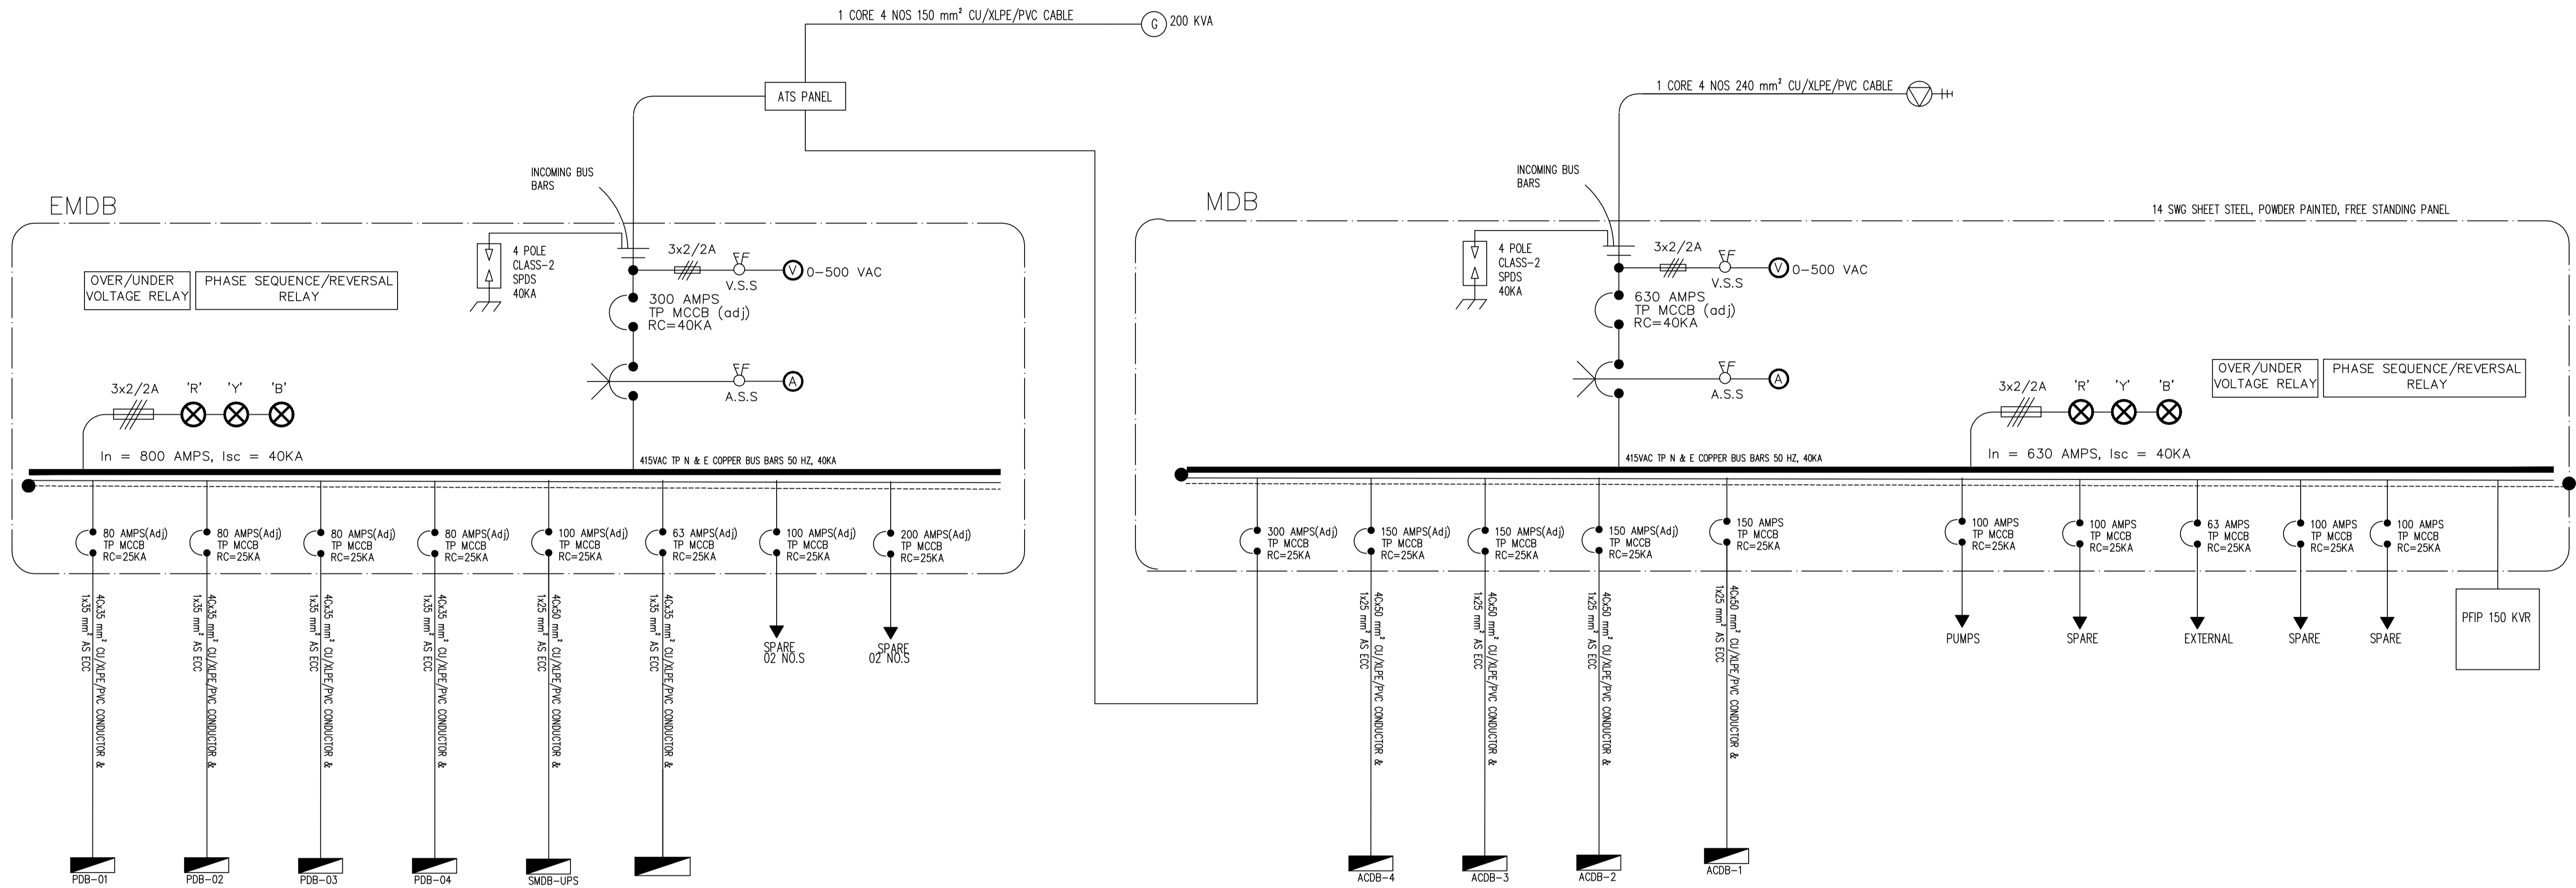 1 CORE 4 NOS 150 mm² CU/XLPE/PVC CABLE
G
200 KVA
ATS PANEL
1 CORE 4 NOS 240 mm² CU/XLPE/PVC CABLE
EMDB
INCOMING BUS
BARS
4 POLE
CLASS-2
SPDS
40KA
3x2/2A
V.S.S
V
0-500 VAC
OVER/UNDER
VOLTAGE RELAY
PHASE SEQUENCE/REVERSAL
RELAY
300 AMPS
TP MCCB (adj)
RC=40KA
A.S.S
A
3x2/2A
'R'
'Y'
'B'
In = 800 AMPS, Isc = 40KA
415VAC TP N & E COPPER BUS BARS 50 HZ, 40KA
80 AMPS(Adj)
TP MCCB
RC=25KA
80 AMPS(Adj)
TP MCCB
RC=25KA
80 AMPS(Adj)
TP MCCB
RC=25KA
80 AMPS(Adj)
TP MCCB
RC=25KA
100 AMPS(Adj)
TP MCCB
RC=25KA
63 AMPS(Adj)
TP MCCB
RC=25KA
100 AMPS(Adj)
TP MCCB
RC=25KA
200 AMPS(Adj)
TP MCCB
RC=25KA
4Cx35 mm² CU/XLPE/PVC CONDUCTOR &
1x35 mm² AS ECC
4Cx35 mm² CU/XLPE/PVC CONDUCTOR &
1x35 mm² AS ECC
4Cx35 mm² CU/XLPE/PVC CONDUCTOR &
1x35 mm² AS ECC
4Cx35 mm² CU/XLPE/PVC CONDUCTOR &
1x35 mm² AS ECC
4Cx50 mm² CU/XLPE/PVC CONDUCTOR &
1x25 mm² AS ECC
4Cx35 mm² CU/XLPE/PVC CONDUCTOR &
1x35 mm² AS ECC
SPARE
02 NO.S
SPARE
02 NO.S
PDB-01
PDB-02
PDB-03
PDB-04
SMDB-UPS
MDB
14 SWG SHEET STEEL, POWDER PAINTED, FREE STANDING PANEL
INCOMING BUS
BARS
4 POLE
CLASS-2
SPDS
40KA
3x2/2A
V.S.S
V
0-500 VAC
630 AMPS
TP MCCB (adj)
RC=40KA
A.S.S
A
OVER/UNDER
VOLTAGE RELAY
PHASE SEQUENCE/REVERSAL
RELAY
3x2/2A
'R'
'Y'
'B'
In = 630 AMPS, Isc = 40KA
415VAC TP N & E COPPER BUS BARS 50 HZ, 40KA
300 AMPS(Adj)
TP MCCB
RC=25KA
150 AMPS(Adj)
TP MCCB
RC=25KA
150 AMPS(Adj)
TP MCCB
RC=25KA
150 AMPS(Adj)
TP MCCB
RC=25KA
150 AMPS
TP MCCB
RC=25KA
100 AMPS
TP MCCB
RC=25KA
100 AMPS
TP MCCB
RC=25KA
63 AMPS
TP MCCB
RC=25KA
100 AMPS
TP MCCB
RC=25KA
100 AMPS
TP MCCB
RC=25KA
4Cx50 mm² CU/XLPE/PVC CONDUCTOR &
1x25 mm² AS ECC
4Cx50 mm² CU/XLPE/PVC CONDUCTOR &
1x25 mm² AS ECC
4Cx50 mm² CU/XLPE/PVC CONDUCTOR &
1x25 mm² AS ECC
4Cx50 mm² CU/XLPE/PVC CONDUCTOR &
1x25 mm² AS ECC
PUMPS
SPARE
EXTERNAL
SPARE
SPARE
PFIP 150 KVR
ACDB-4
ACDB-3
ACDB-2
ACDB-1